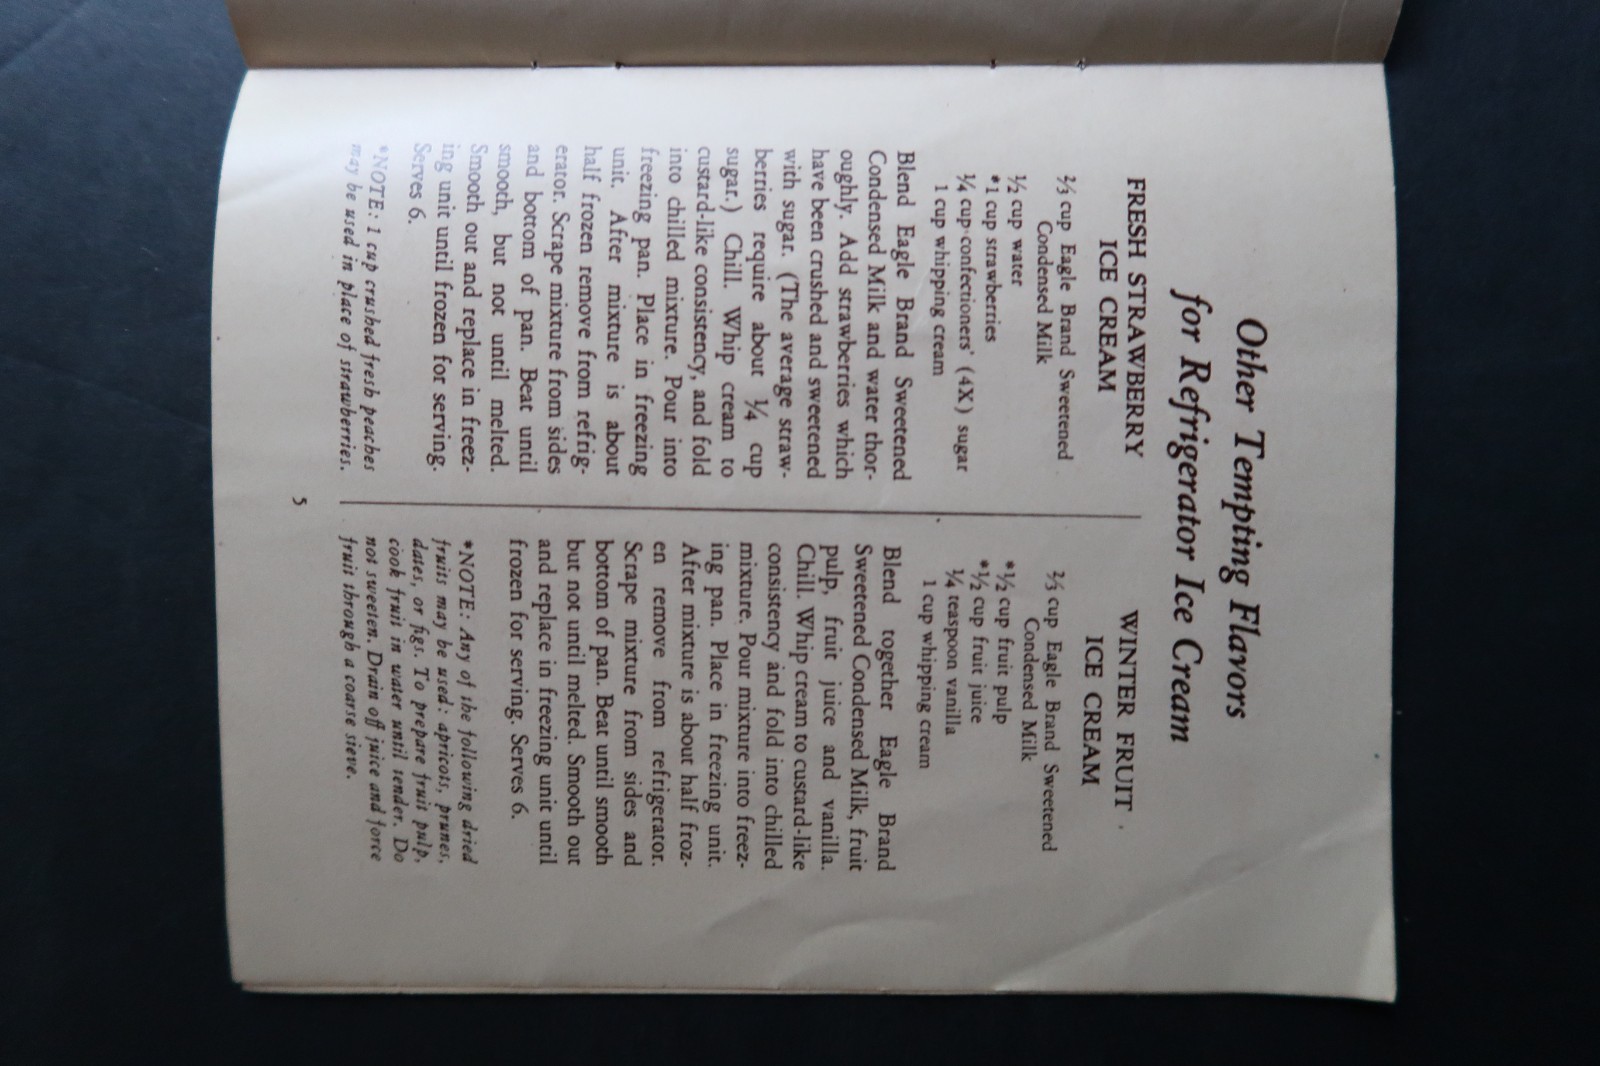 Other Tempting Flavors
for Refrigerator Ice Cream
FRESH STRAWBERRY
ICE CREAM
⅔ cup Eagle Brand Sweetened
Condensed Milk
½ cup water
*1 cup strawberries
¼ cup confectioners' (4X) sugar
1 cup whipping cream
Blend Eagle Brand Sweetened
Condensed Milk and water thor-
oughly. Add strawberries which
have been crushed and sweetened
with sugar. (The average straw-
berries require about ¼ cup
sugar.) Chill. Whip cream to
custard-like consistency, and fold
into chilled mixture. Pour into
freezing pan. Place in freezing
unit. After mixture is about
half frozen remove from refrig-
erator. Scrape mixture from sides
and bottom of pan. Beat until
smooth, but not until melted.
Smooth out and replace in freez-
ing unit until frozen for serving.
Serves 6.
*NOTE: 1 cup crushed fresh peaches
may be used in place of strawberries.
WINTER FRUIT
ICE CREAM
⅔ cup Eagle Brand Sweetened
Condensed Milk
*½ cup fruit pulp
*½ cup fruit juice
¼ teaspoon vanilla
1 cup whipping cream
Blend together Eagle Brand
Sweetened Condensed Milk, fruit
pulp, fruit juice and vanilla.
Chill. Whip cream to custard-like
consistency and fold into chilled
mixture. Pour mixture into freez-
ing pan. Place in freezing unit.
After mixture is about half froz-
en remove from refrigerator.
Scrape mixture from sides and
bottom of pan. Beat until smooth
but not until melted. Smooth out
and replace in freezing unit until
frozen for serving. Serves 6.
*NOTE: Any of the following dried
fruits may be used: apricots, prunes,
dates, or figs. To prepare fruit pulp,
cook fruit in water until tender. Do
not sweeten. Drain off juice and force
fruit through a coarse sieve.
5